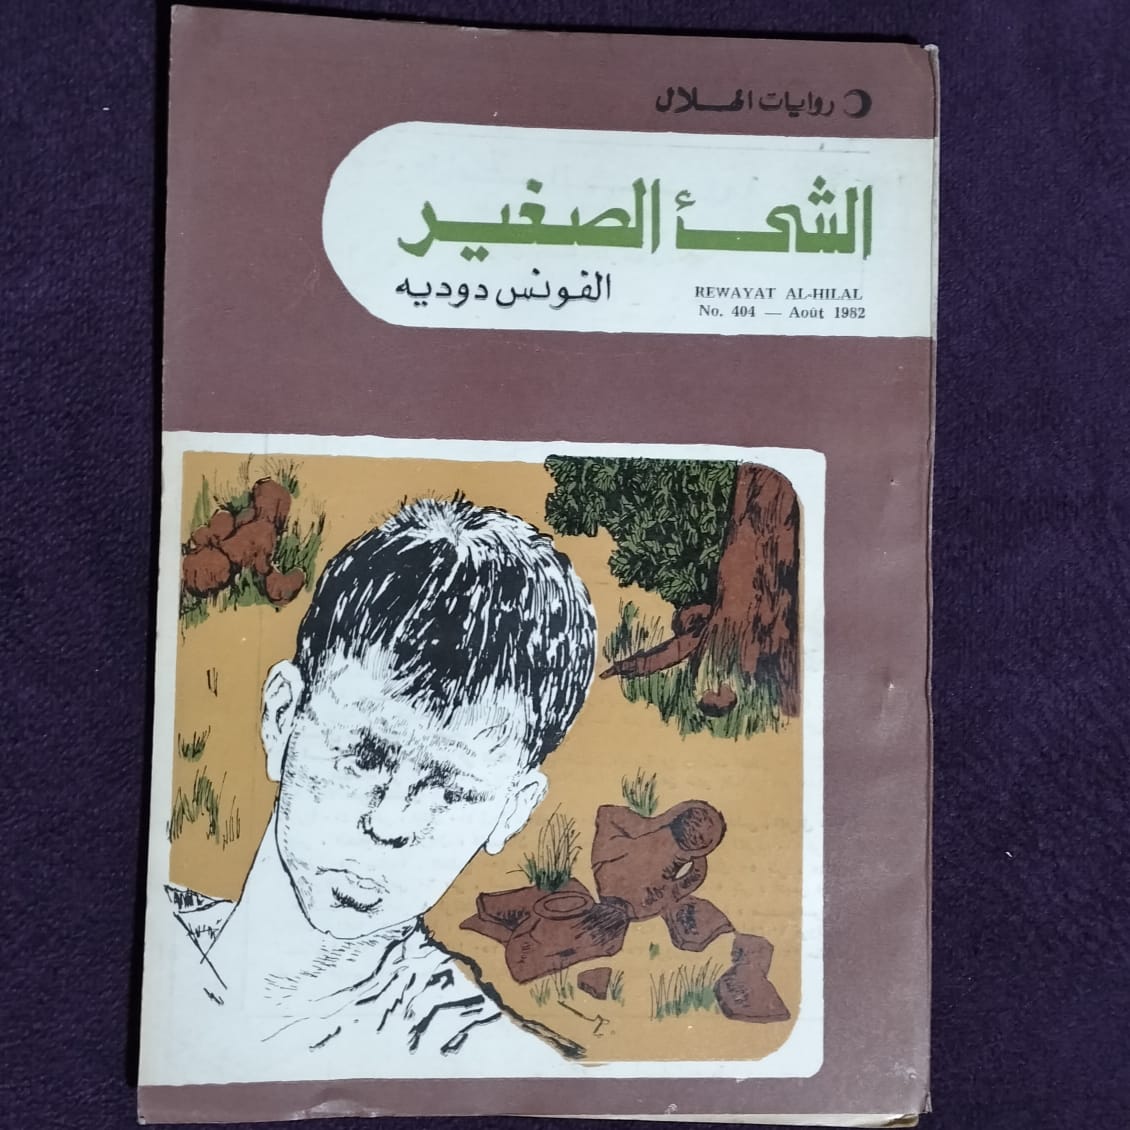 روايات الهلال
الشئ الصغير
الفونس دوديه
REWAYAT AL-HILAL
No. 404 — Août 1982